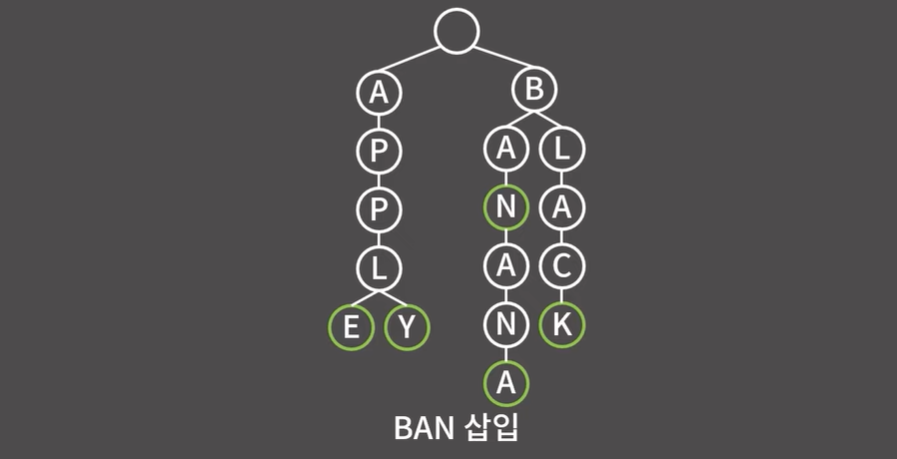 A B
P A L
P N A
L A C
E Y N K
A
BAN 삽입